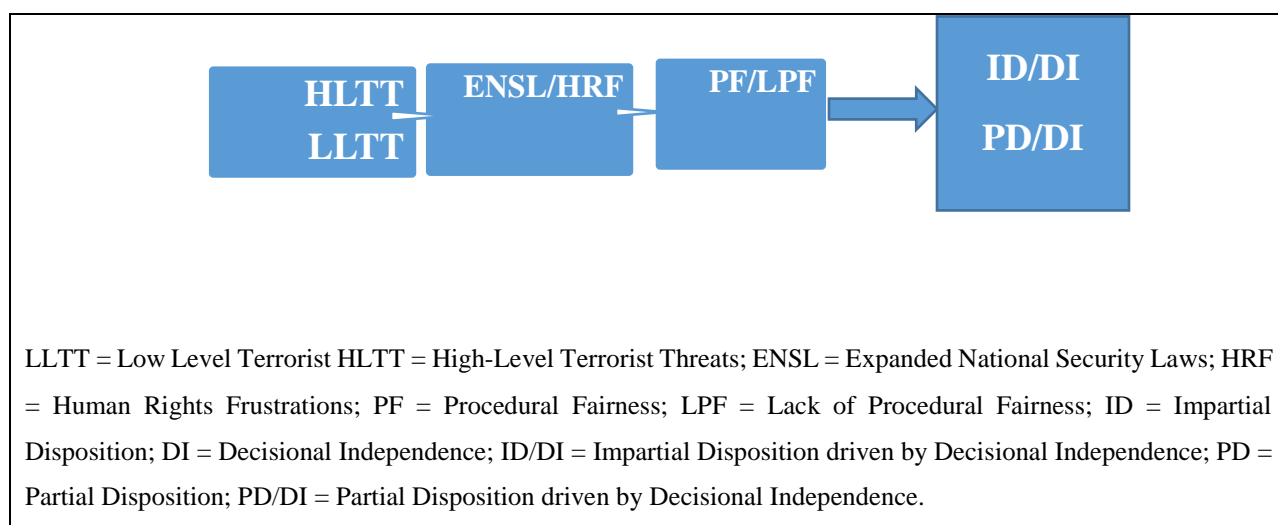 HLTT
LLTT
ENSL/HRF
PF/LPF
ID/DI
PD/DI
LLTT = Low Level Terrorist HLTT = High-Level Terrorist Threats; ENSL = Expanded National Security Laws; HRF
= Human Rights Frustrations; PF = Procedural Fairness; LPF = Lack of Procedural Fairness; ID = Impartial
Disposition; DI = Decisional Independence; ID/DI = Impartial Disposition driven by Decisional Independence; PD =
Partial Disposition; PD/DI = Partial Disposition driven by Decisional Independence.